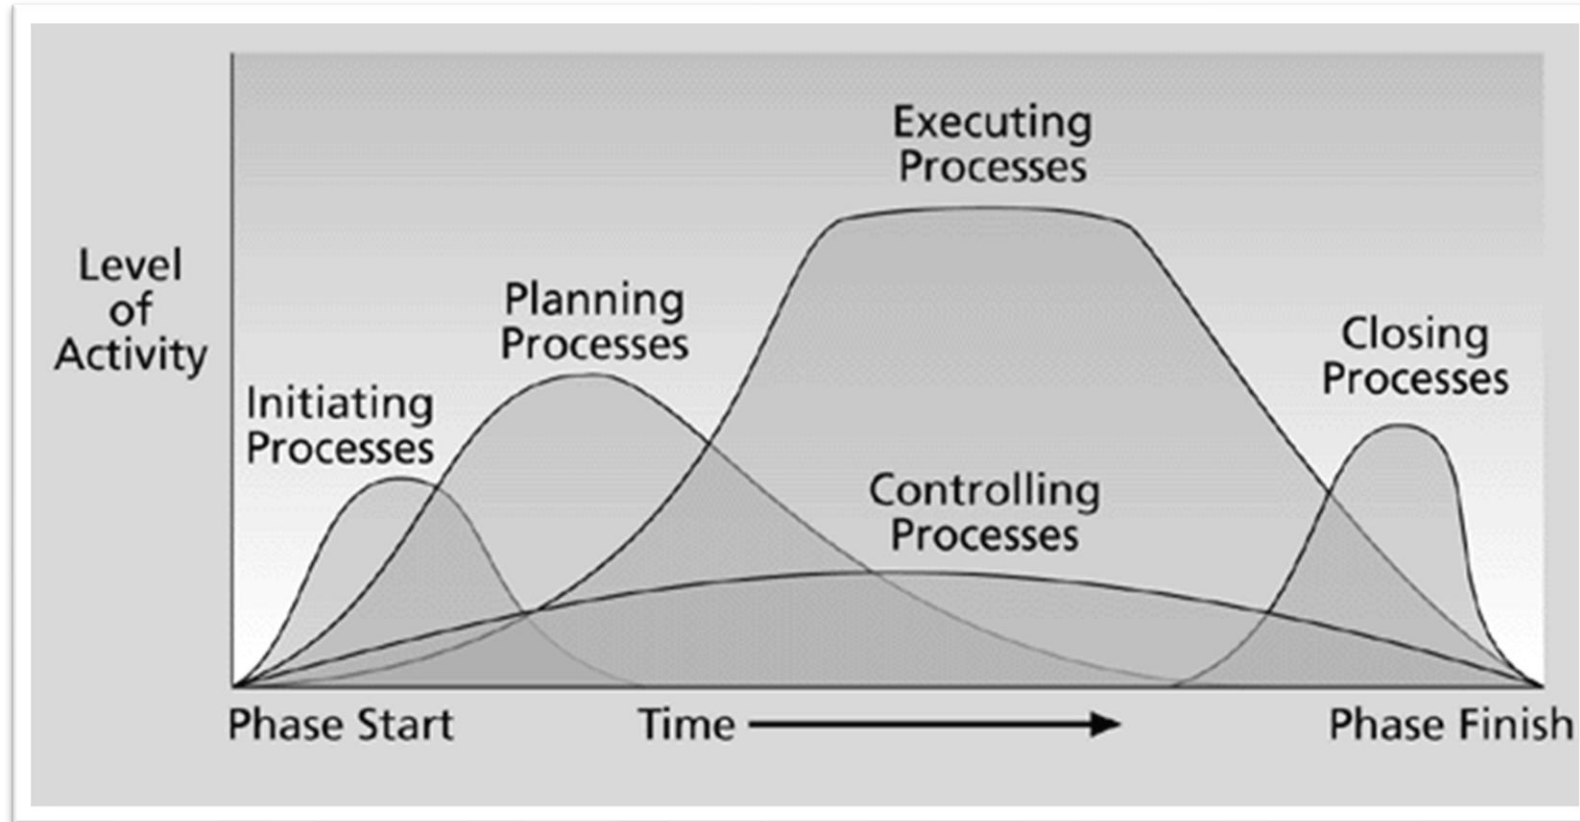 Executing
Processes
Level
of
Activity
Planning
Processes
Closing
Processes
Initiating
Processes
Controlling
Processes
Phase Start
Time
Phase Finish